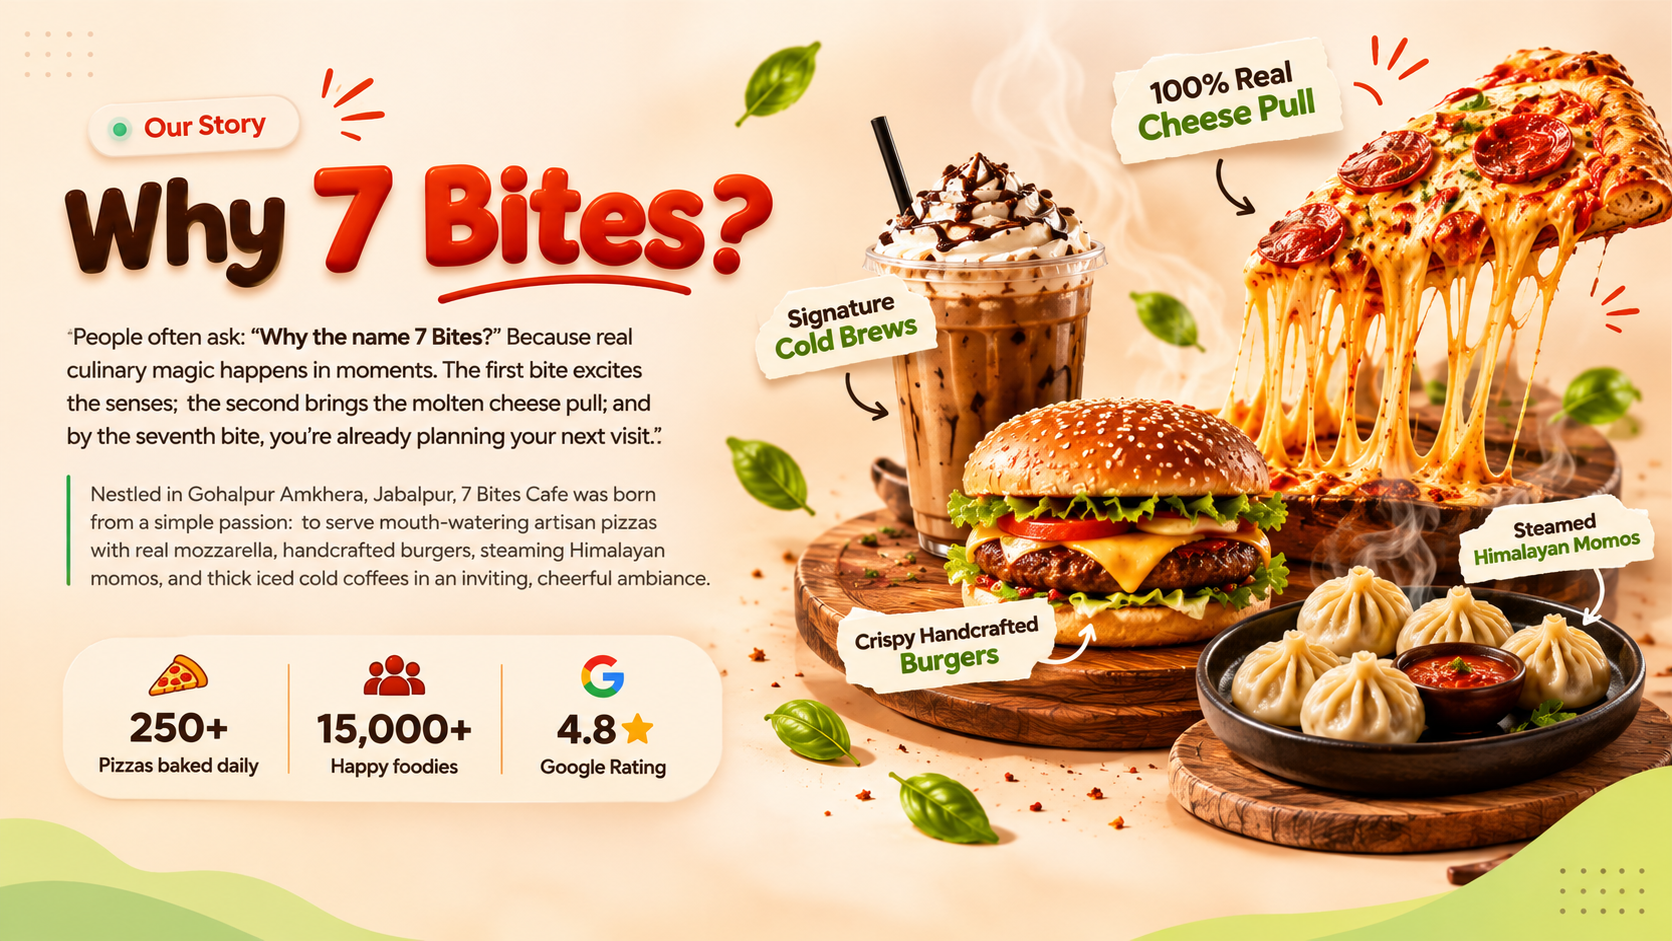 Our Story
Why 7 Bites?
"People often ask: “Why the name 7 Bites?” Because real
culinary magic happens in moments. The first bite excites
the senses; the second brings the molten cheese pull; and
by the seventh bite, you’re already planning your next visit.”.
Nestled in Gohalpur Amkhera, Jabalpur, 7 Bites Cafe was born
from a simple passion: to serve mouth-watering artisan pizzas
with real mozzarella, handcrafted burgers, steaming Himalayan
momos, and thick iced cold coffees in an inviting, cheerful ambiance.
250+
Pizzas baked daily
15,000+
Happy foodies
G
4.8
Google Rating
100% Real
Cheese Pull
Signature
Cold Brews
Crispy Handcrafted
Burgers
Steamed
Himalayan Momos